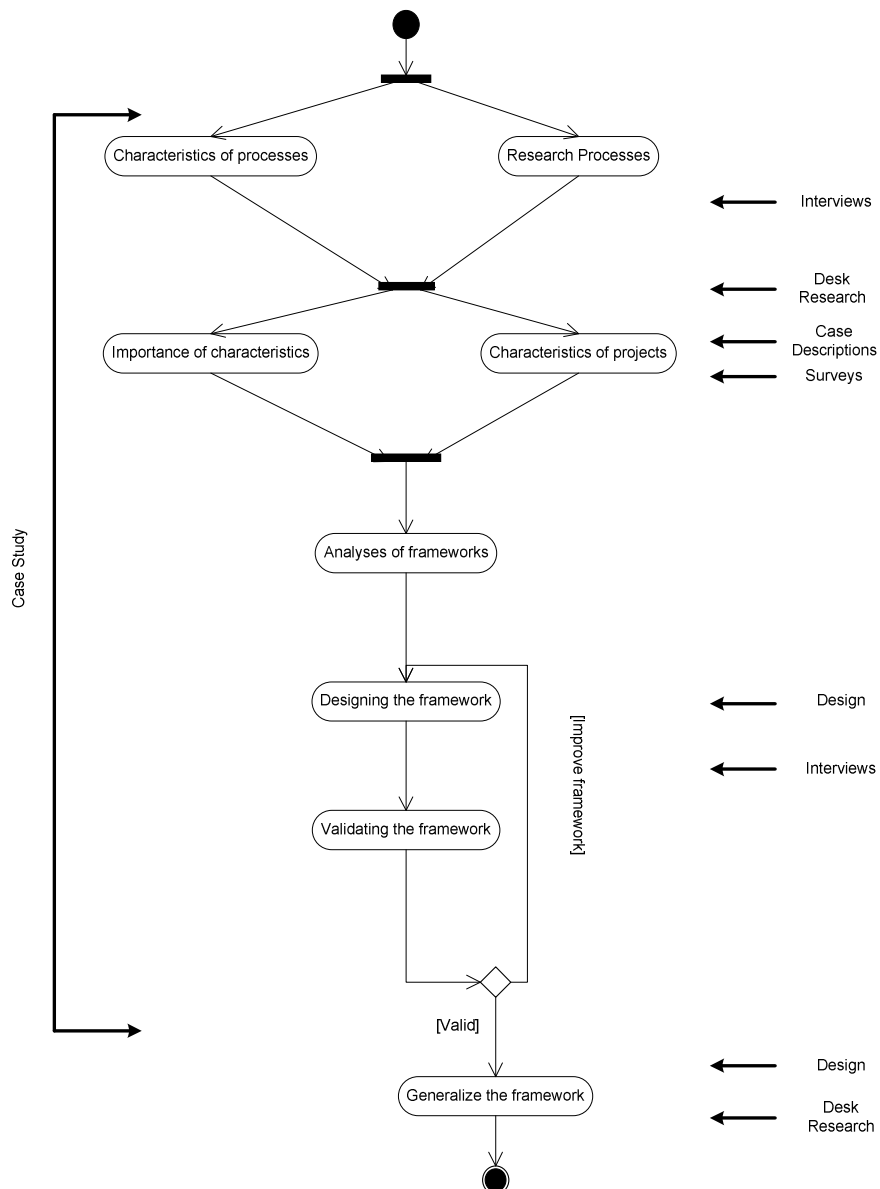 Characteristics of processes
Research Processes
Interviews
Desk
Research
Importance of characteristics
Characteristics of projects
Case
Descriptions
Surveys
Case Study
Analyses of frameworks
Designing the framework
Design
[Improve framework]
Interviews
Validating the framework
[Valid]
Generalize the framework
Design
Desk
Research